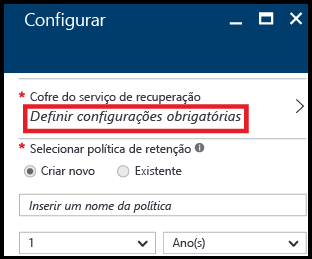 Configurar
* Cofre do serviço de recuperação
Definir configurações obrigatórias
* Selecionar política de retenção
Criar novo Existente
Inserir um nome da política
1 Ano(s)